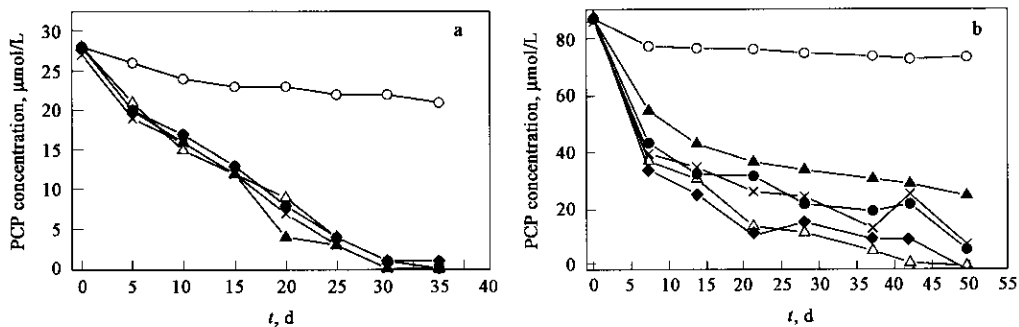 a
PCP concentration, μmol/L
30
25
20
15
10
5
0
0 5 10 15 20 25 30 35 40
t, d
b
PCP concentration, μmol/L
80
60
40
20
0
0 5 10 15 20 25 30 35 40 45 50 55
t, d